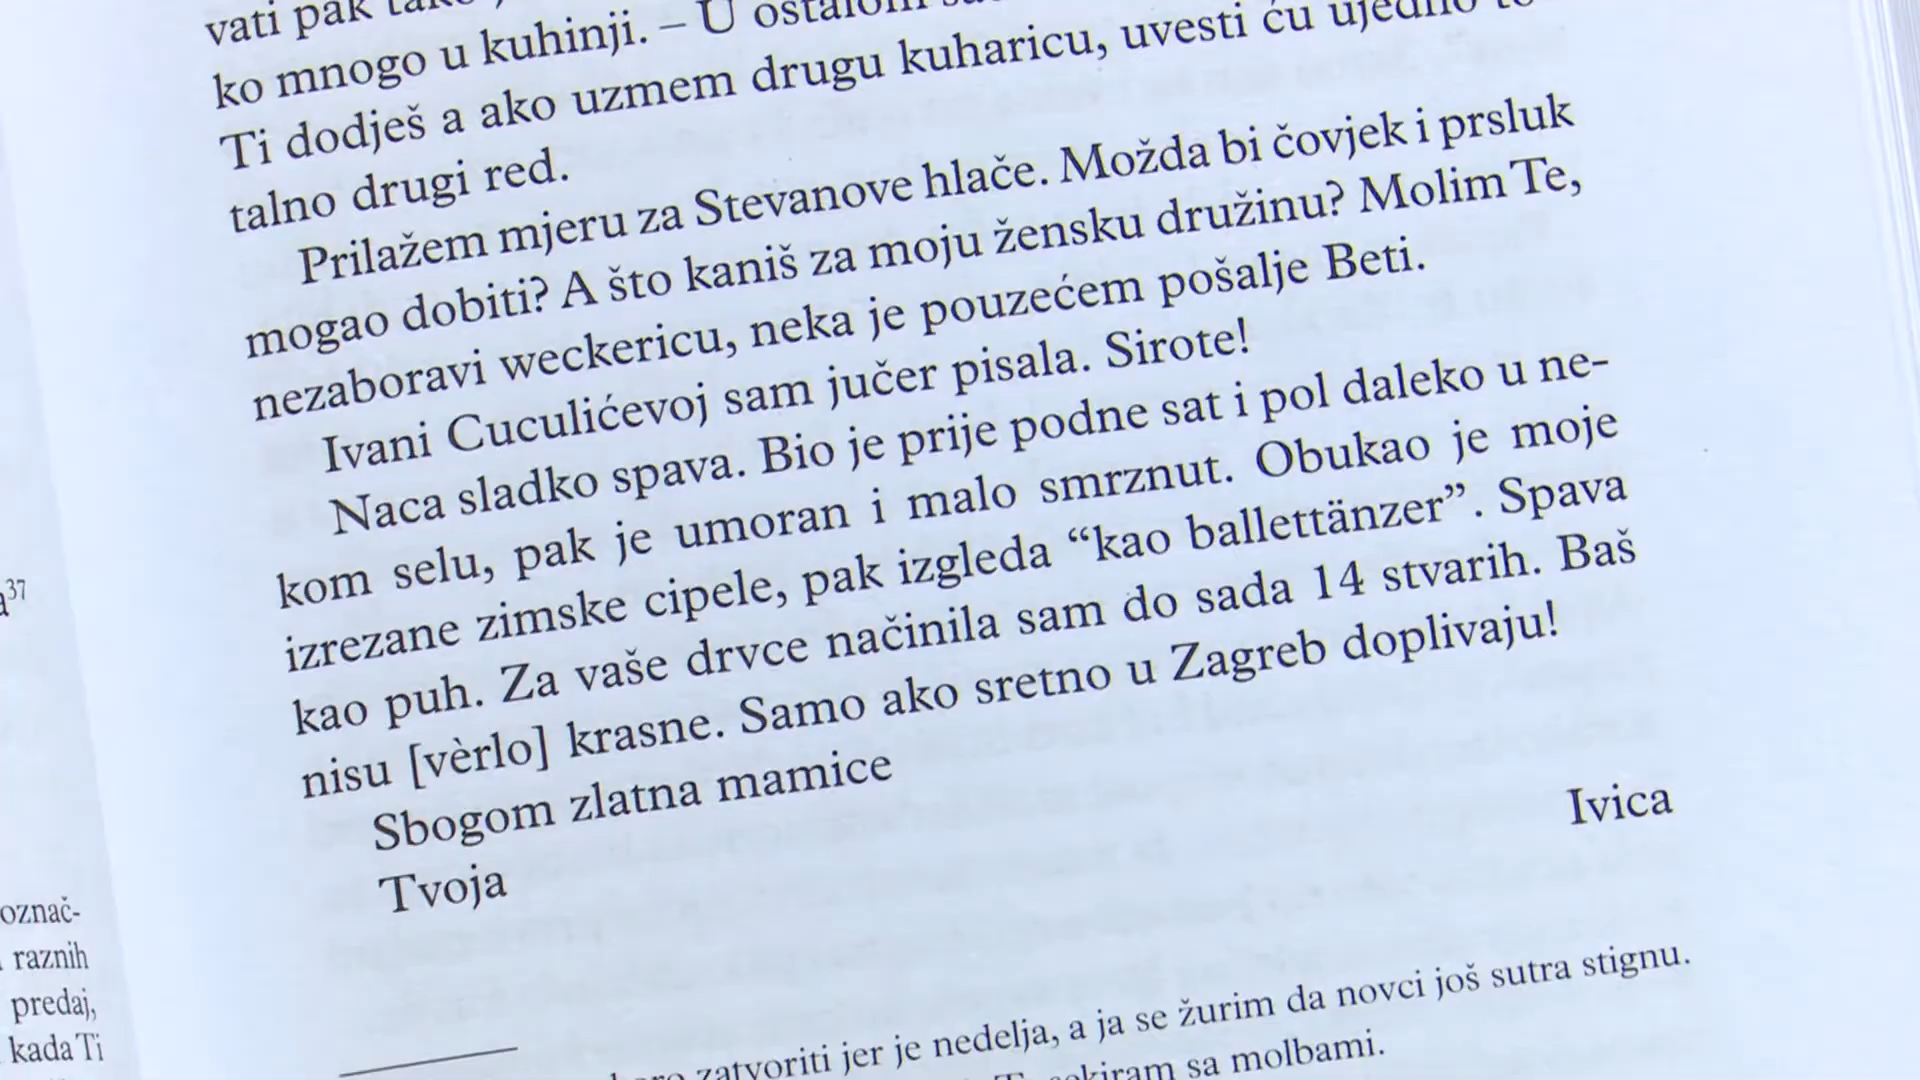 vati pak
ko mnogo u kuhinji. – U ostalom
Ti dodješ a ako uzmem drugu kuharicu, uvesti ću ujedno
talno drugi red.
Prilažem mjeru za Stevanove hlače. Možda bi čovjek i prsluk
mogao dobiti? A što kaniš za moju žensku družinu? Molim Te,
nezaboravi weckericu, neka je pouzećem pošalje Beti.
Ivani Cuculićevoj sam jučer pisala. Sirote!
Naca sladko spava. Bio je prije podne sat i pol daleko u ne-
kom selu, pak je umoran i malo smrznut. Obukao je moje
izrezane zimske cipele, pak izgleda “kao ballettänzer”. Spava
kao puh. Za vaše drvce načinila sam do sada 14 stvarih. Baš
nisu [vèrlo] krasne. Samo ako sretno u Zagreb doplivaju!
Sbogom zlatna mamice
Tvoja
Ivica
zatvoriti jer je nedelja, a ja se žurim da novci još sutra stignu.
sa molbama.
37
označ-
raznih
predaj,
kada Ti